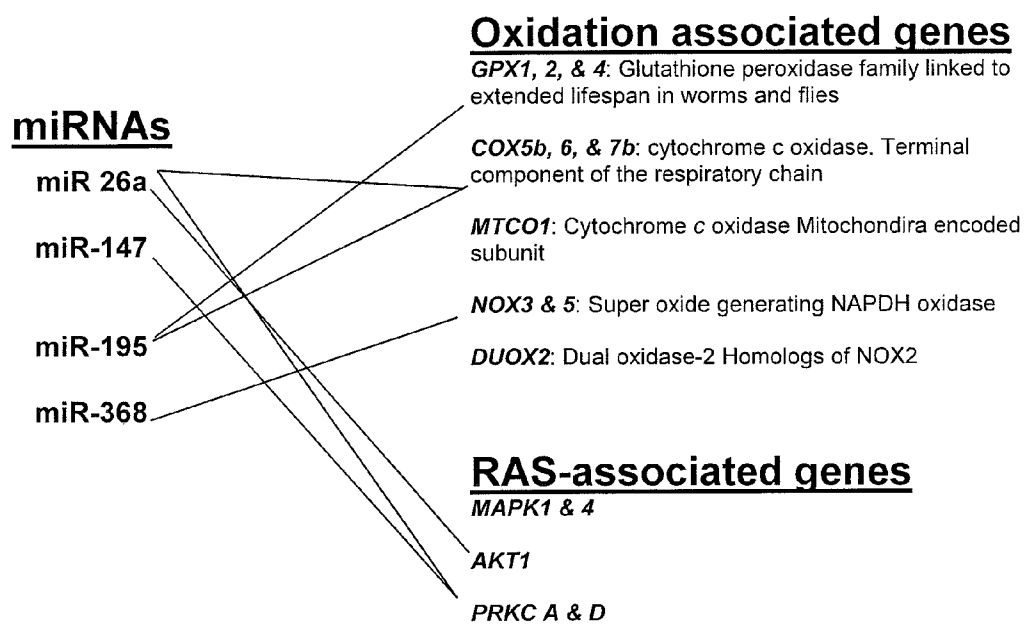 miRNAs
miR 26a
miR-147
miR-195
miR-368
Oxidation associated genes
GPX1, 2, & 4: Glutathione peroxidase family linked to
extended lifespan in worms and flies
COX5b, 6, & 7b: cytochrome c oxidase. Terminal
component of the respiratory chain
MTCO1: Cytochrome c oxidase Mitochondira encoded
subunit
NOX3 & 5: Super oxide generating NAPDH oxidase
DUOX2: Dual oxidase-2 Homologs of NOX2
RAS-associated genes
MAPK1 & 4
AKT1
PRKC A & D